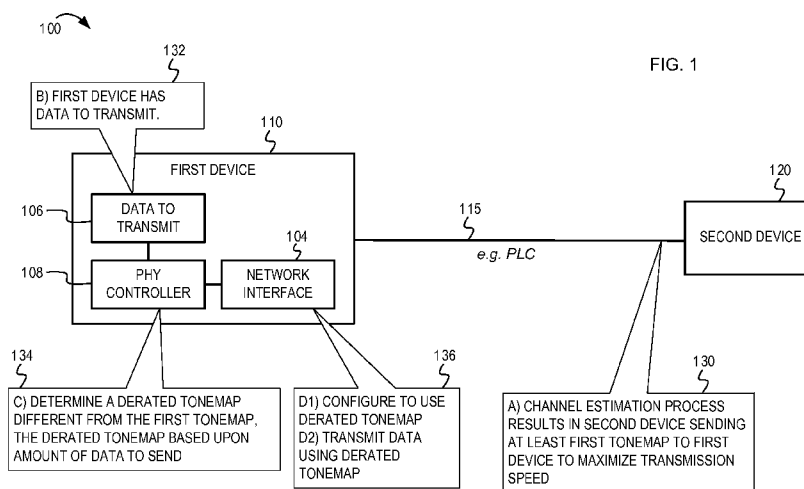 100
132
FIG. 1
B) FIRST DEVICE HAS
DATA TO TRANSMIT.
110
FIRST DEVICE
120
106
DATA TO
TRANSMIT
104
115
SECOND DEVICE
e.g. PLC
108
PHY
CONTROLLER
NETWORK
INTERFACE
134
136
130
C) DETERMINE A DERATED TONEMAP
DIFFERENT FROM THE FIRST TONEMAP,
THE DERATED TONEMAP BASED UPON
AMOUNT OF DATA TO SEND
D1) CONFIGURE TO USE
DERATED TONEMAP
D2) TRANSMIT DATA
USING DERATED
TONEMAP
A) CHANNEL ESTIMATION PROCESS
RESULTS IN SECOND DEVICE SENDING
AT LEAST FIRST TONEMAP TO FIRST
DEVICE TO MAXIMIZE TRANSMISSION
SPEED